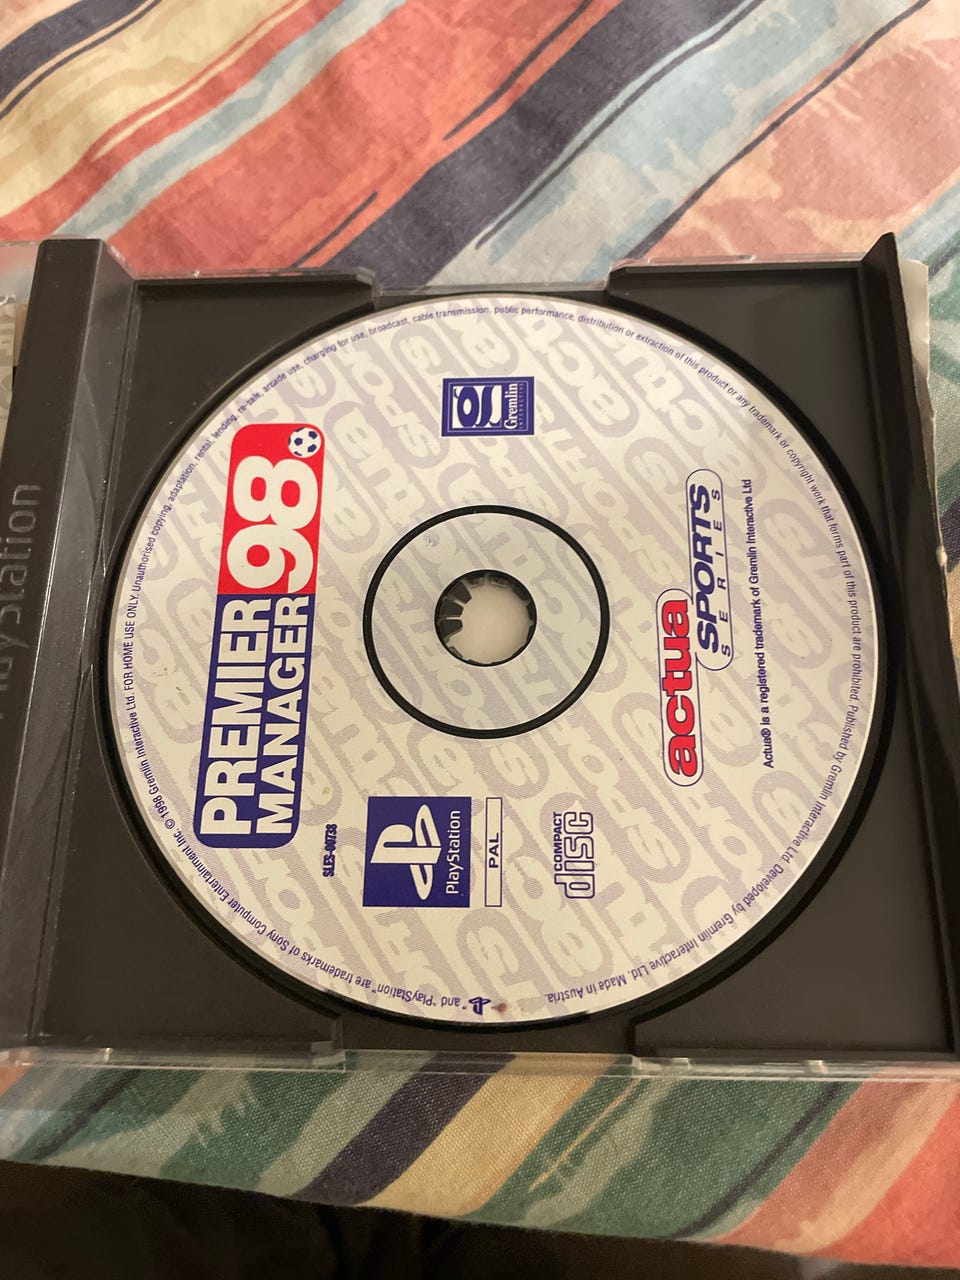 PlayStation
PREMIER
MANAGER
98
Gremlin
INTERACTIVE
SLES-00738
PlayStation
PAL
COMPACT
disc
actua
SPORTS
SERIES
Actua® is a registered trademark of Gremlin Interactive Ltd
"PS" and "PlayStation" are trademarks of Sony Computer Entertainment Inc. © 1998 Gremlin Interactive Ltd. FOR HOME USE ONLY. Unauthorised copying, adaptation, rental, lending, re-sale, arcade use, charging for use, broadcast, cable transmission, public performance, distribution or extraction of this product or any trademark or copyright work that forms part of this product are prohibited. Published by Gremlin Interactive Ltd. Developed by Gremlin Interactive Ltd. Made in Austria.